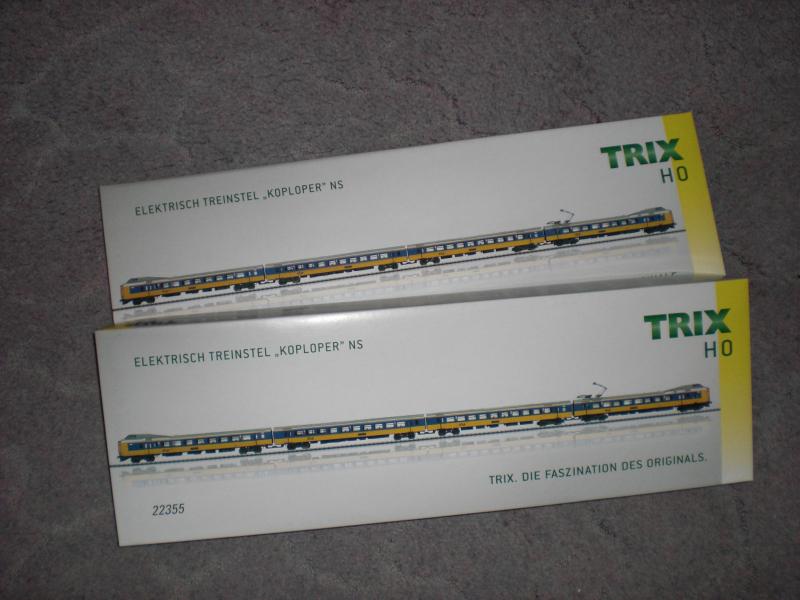 TRIX
ELEKTRISCH TREINSTEL „KOPLOPER" NS
H0
TRIX
ELEKTRISCH TREINSTEL „KOPLOPER" NS
H0
TRIX. DIE FASZINATION DES ORIGINALS.
22355